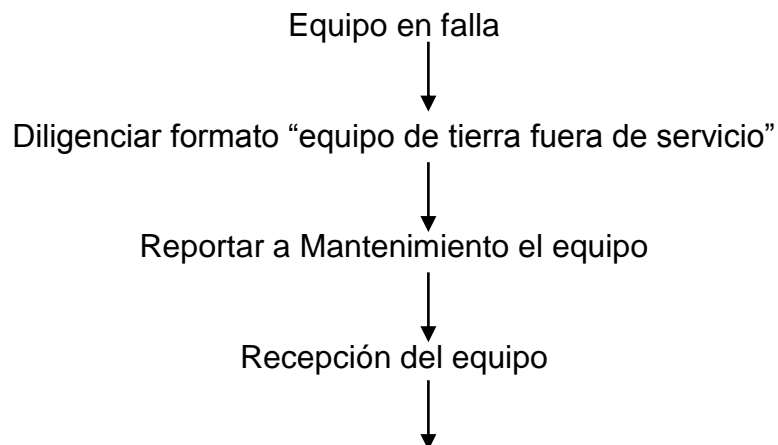 Equipo en falla
Diligenciar formato “equipo de tierra fuera de servicio”
Reportar a Mantenimiento el equipo
Recepción del equipo